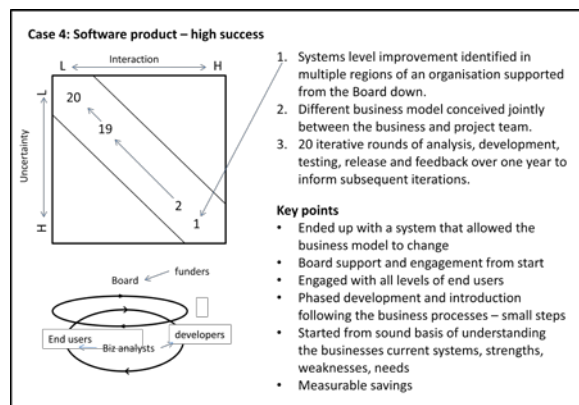 Case 4: Software product – high success
Interaction
L H
L
Uncertainty
H
20
19
2
1
funders
Board
End users
developers
Biz analysts
1. Systems level improvement identified in
multiple regions of an organisation supported
from the Board down.
2. Different business model conceived jointly
between the business and project team.
3. 20 iterative rounds of analysis, development,
testing, release and feedback over one year to
inform subsequent iterations.
Key points
• Ended up with a system that allowed the
business model to change
• Board support and engagement from start
• Engaged with all levels of end users
• Phased development and introduction
following the business processes – small steps
• Started from sound basis of understanding
the businesses current systems, strengths,
weaknesses, needs
• Measurable savings